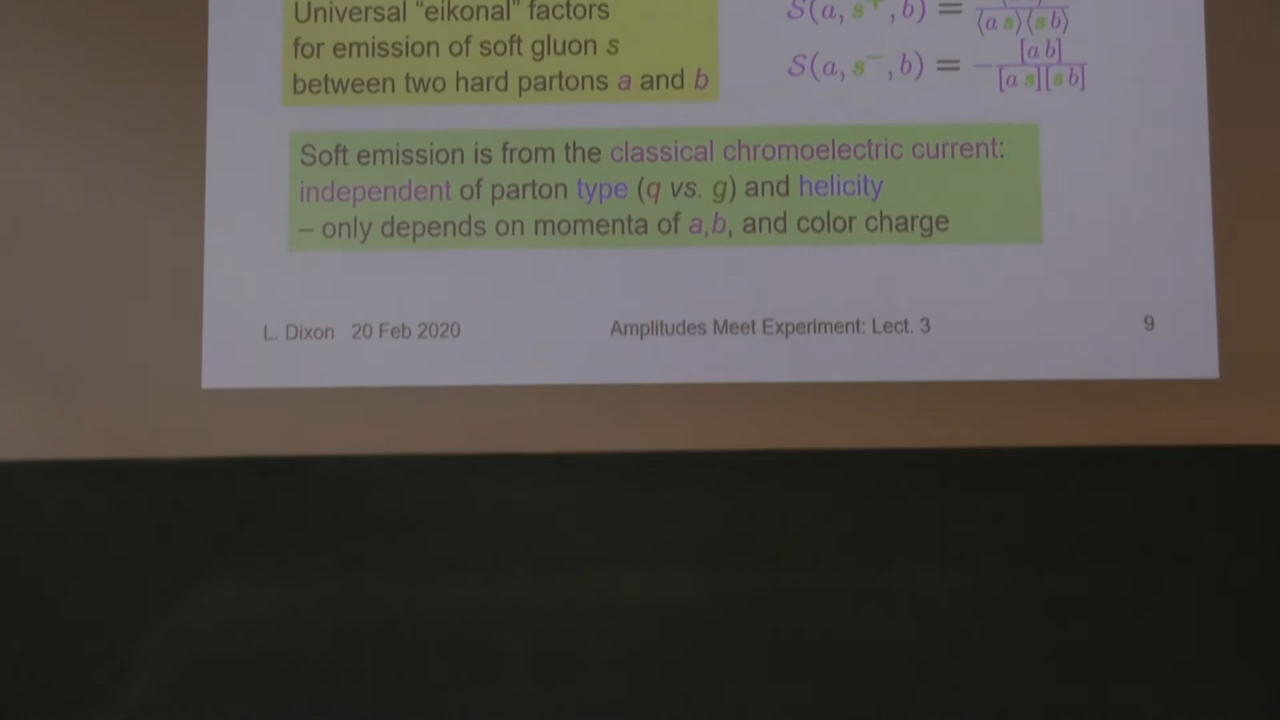 Universal "eikonal" factors
for emission of soft gluon s
between two hard partons a and b
S(a, s⁺, b) = ⟨a s⟩⟨s b⟩
S(a, s⁻, b) = −[a b] / [a s][s b]
Soft emission is from the classical chromoelectric current:
independent of parton type (q vs. g) and helicity
– only depends on momenta of a,b, and color charge
L. Dixon 20 Feb 2020
Amplitudes Meet Experiment: Lect. 3
9